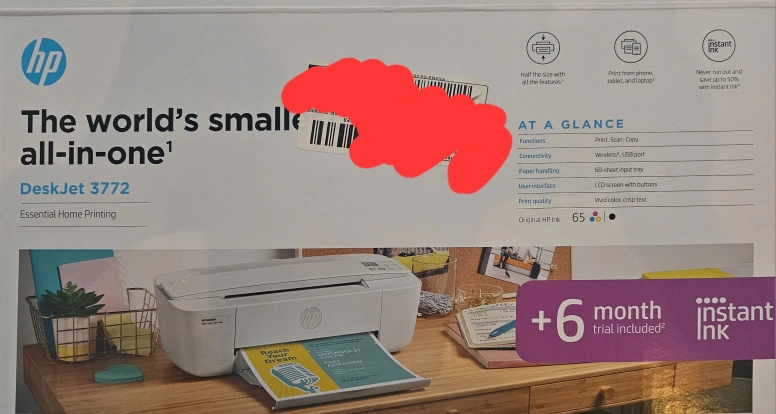 hp
The world's smalle
all-in-one¹
DeskJet 3772
Essential Home Printing
Half the size with
all the features¹
Print from phone,
tablet, and laptop²
instant
ink
Never run out and
save up to 50%
with Instant Ink²
AT A GLANCE
Functions Print. Scan. Copy.
Connectivity Wireless⁴, USB port
Paper handling 60-sheet input tray
User interface LCD screen with buttons
Print quality Vivid color, crisp text
Original HP Ink 65
hp
Reach
Your
Dream
+6 month
trial included²
instant
ink